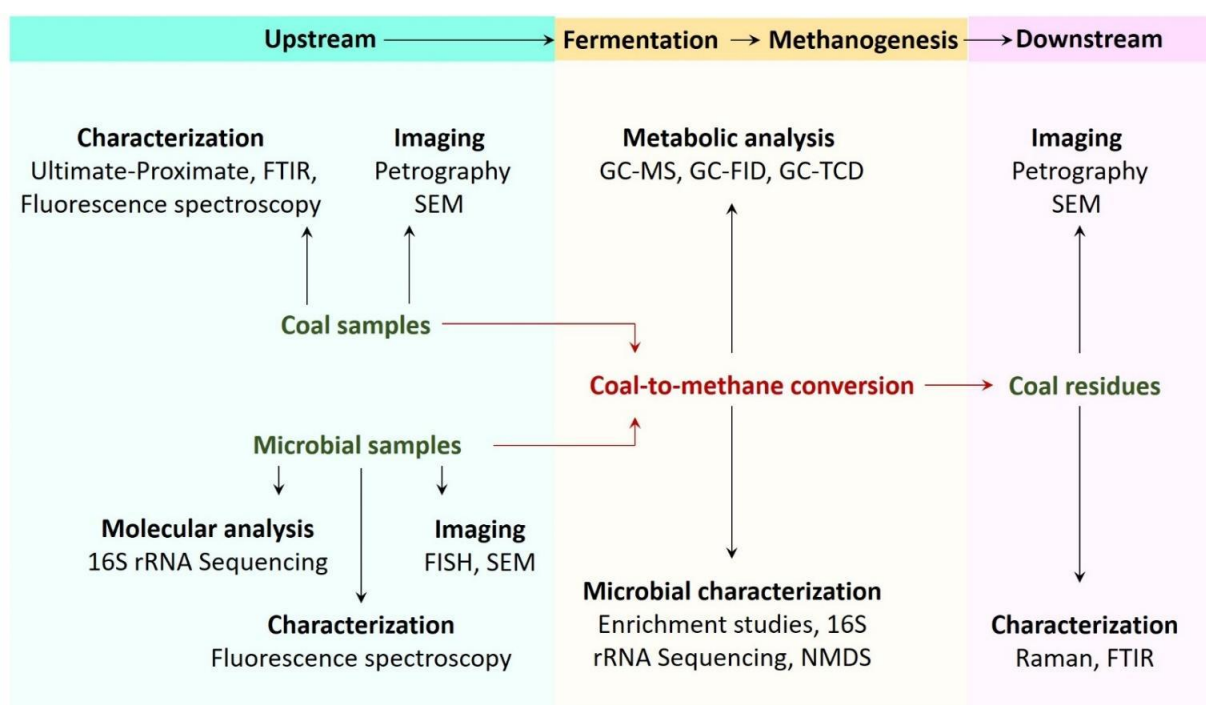 Upstream
Fermentation
Methanogenesis
Downstream
Characterization
Ultimate-Proximate, FTIR,
Fluorescence spectroscopy
Imaging
Petrography
SEM
Metabolic analysis
GC-MS, GC-FID, GC-TCD
Imaging
Petrography
SEM
Coal samples
Coal-to-methane conversion
Coal residues
Microbial samples
Molecular analysis
16S rRNA Sequencing
Imaging
FISH, SEM
Characterization
Fluorescence spectroscopy
Microbial characterization
Enrichment studies, 16S
rRNA Sequencing, NMDS
Characterization
Raman, FTIR